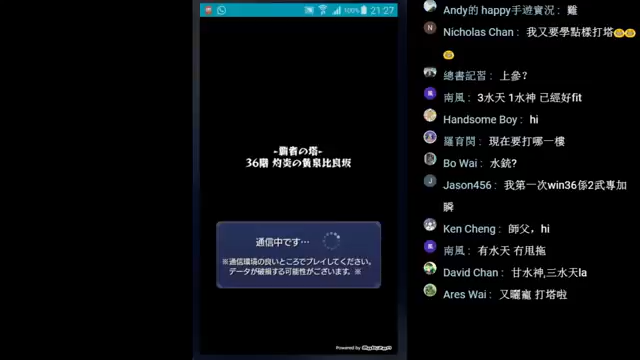 100% 21:27
-覇者の塔-
36階 灼炎の黄泉比良坂
通信中です…
※通信環境の良いところでプレイしてください。
データが破損する可能性がございます。※
Powered by
Andy的 happy手遊實況 : 雞
Nicholas Chan : 我又要學點樣打塔
總書記習 : 上參?
南風 : 3水天 1水神 已經好fit
Handsome Boy : hi
羅育閔 : 現在要打哪一樓
Bo Wai : 水銃?
Jason456 : 我第一次win36係2武專加
瞬
Ken Cheng : 師父,hi
南風 : 有水天 冇甩拖
David Chan : 甘水神,三水天la
Ares Wai : 又曬寵 打塔啦